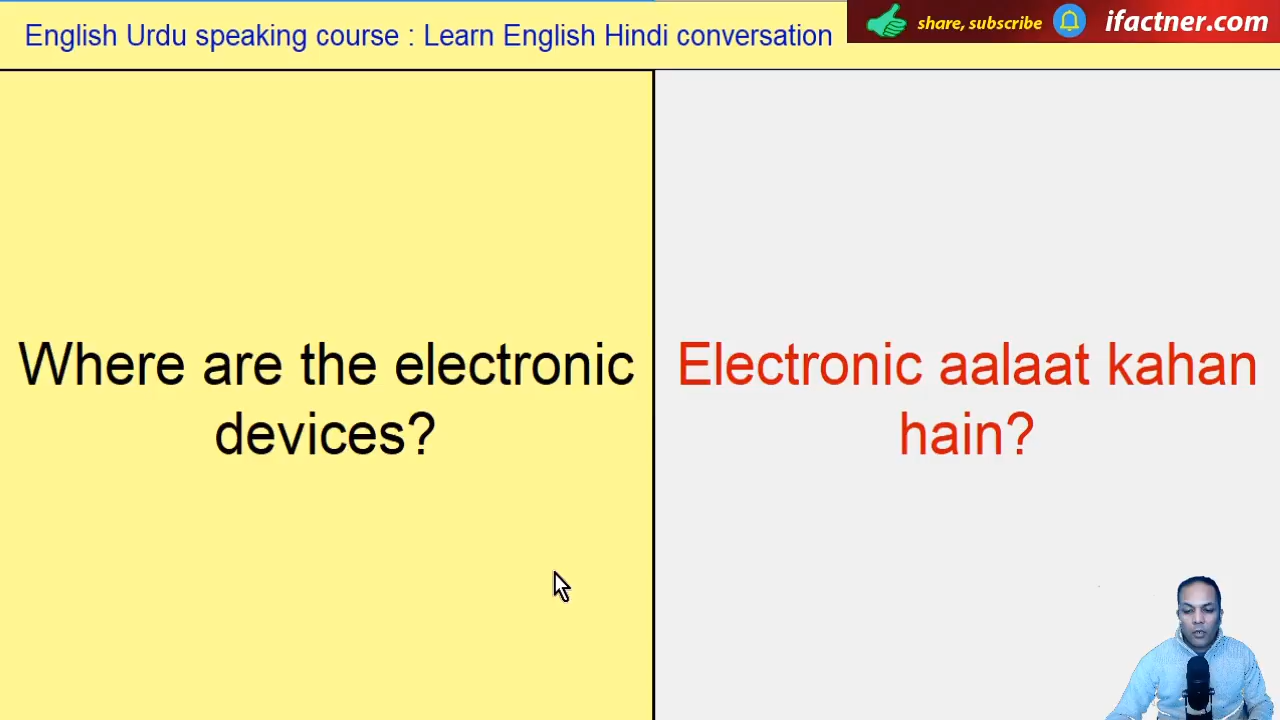 English Urdu speaking course : Learn English Hindi conversation
share, subscribe
ifactner.com
Where are the electronic
devices?
Electronic aalaat kahan
hain?